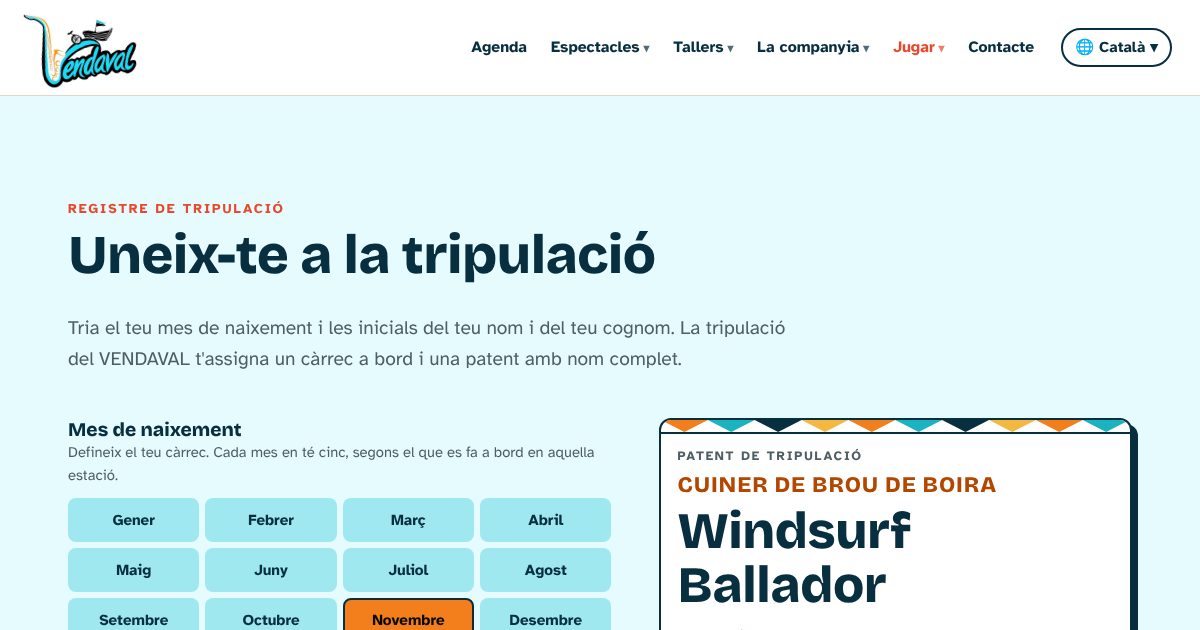 Vendaval
Agenda
Espectacles ▾
Tallers ▾
La companyia ▾
Jugar ▾
Contacte
🌐 Català ▾
REGISTRE DE TRIPULACIÓ
Uneix-te a la tripulació
Tria el teu mes de naixement i les inicials del teu nom i del teu cognom. La tripulació
del VENDAVAL t'assigna un càrrec a bord i una patent amb nom complet.
Mes de naixement
Defineix el teu càrrec. Cada mes en té cinc, segons el que es fa a bord en aquella
estació.
Gener
Febrer
Març
Abril
Maig
Juny
Juliol
Agost
Setembre
Octubre
Novembre
Desembre
PATENT DE TRIPULACIÓ
CUINER DE BROU DE BOIRA
Windsurf
Ballador